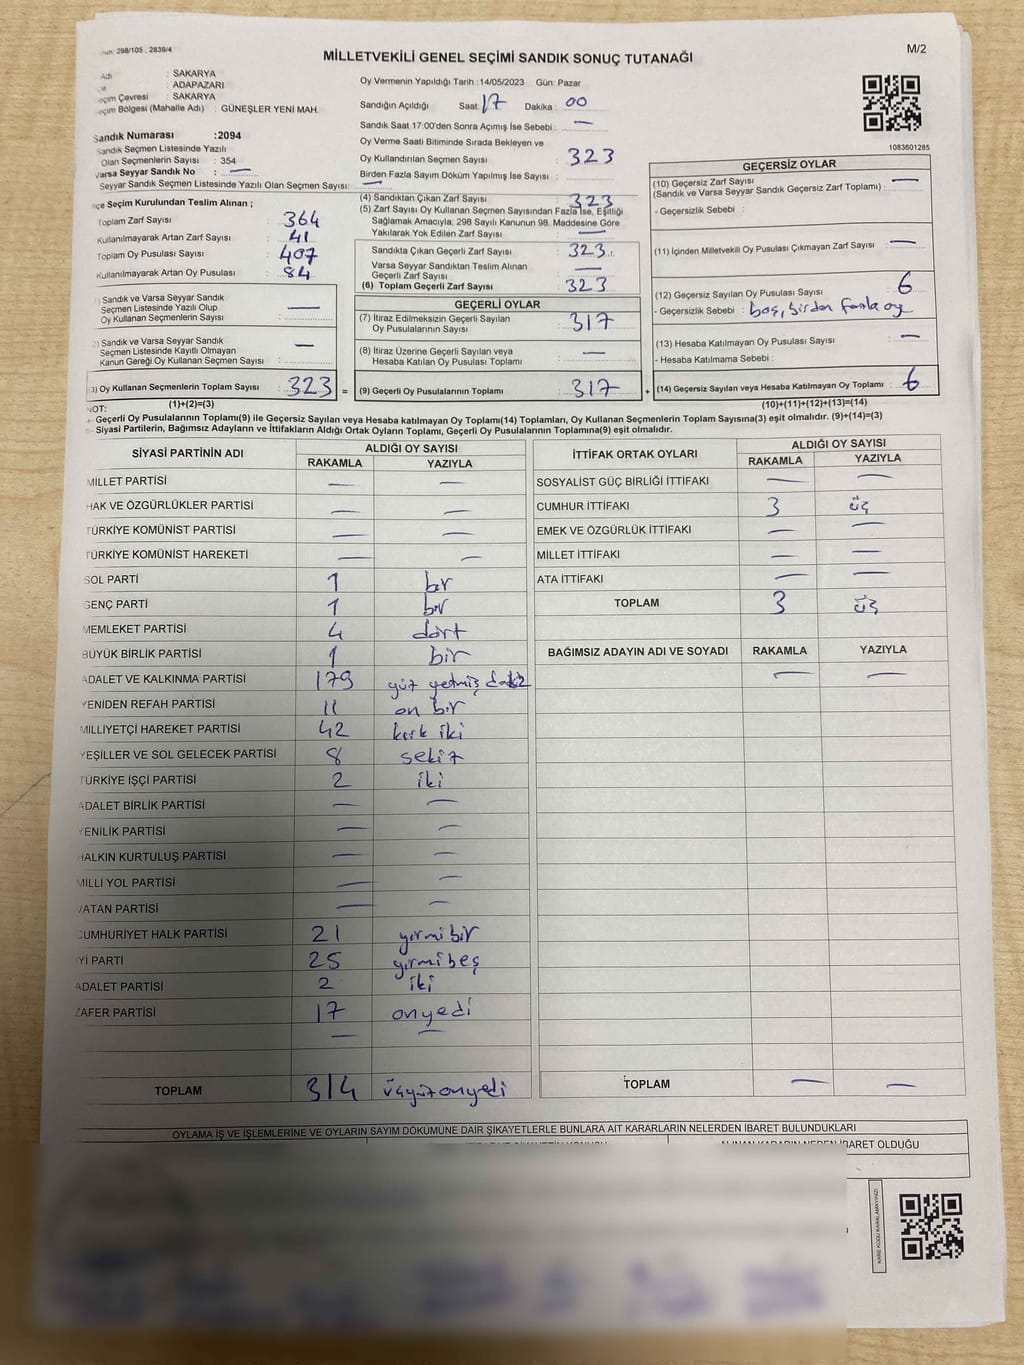 298/105 , 2839/4
MİLLETVEKİLİ GENEL SEÇİMİ SANDIK SONUÇ TUTANAĞI
M/2
Adı : SAKARYA
: ADAPAZARI
Seçim Çevresi : SAKARYA
Seçim Bölgesi (Mahalle Adı) : GÜNEŞLER YENİ MAH.
Sandık Numarası :2094
Sandık Seçmen Listesinde Yazılı
Olan Seçmenlerin Sayısı : 354
Varsa Seyyar Sandık No : —
Seyyar Sandık Seçmen Listesinde Yazılı Olan Seçmen Sayısı: —
Oy Vermenin Yapıldığı Tarih :14/05/2023 Gün: Pazar
Sandığın Açıldığı Saat: 17 Dakika : 00
Sandık Saat 17:00'den Sonra Açımış İse Sebebi : —
Oy Verme Saati Bitiminde Sırada Bekleyen ve
Oy Kullandırılan Seçmen Sayısı : 323
Birden Fazla Sayım Döküm Yapılmış İse Sayısı :
1083601285
İlçe Seçim Kurulundan Teslim Alınan ;
Toplam Zarf Sayısı : 364
Kullanılmayarak Artan Zarf Sayısı : 41
Toplam Oy Pusulası Sayısı : 407
Kullanılmayarak Artan Oy Pusulası : 84
(4) Sandıktan Çıkan Zarf Sayısı : 323
(5) Zarf Sayısı Oy Kullanan Seçmen Sayısından Fazla İse, Eşitliği
Sağlamak Amacıyla; 298 Sayılı Kanunun 98. Maddesine Göre
Yakılarak Yok Edilen Zarf Sayısı : —
Sandıkta Çıkan Geçerli Zarf Sayısı : 323
Varsa Seyyar Sandıktan Teslim Alınan
Geçerli Zarf Sayısı : —
(6) Toplam Geçerli Zarf Sayısı : 323
) Sandık ve Varsa Seyyar Sandık
Seçmen Listesinde Yazılı Olup
Oy Kullanan Seçmenlerin Sayısı : —
) Sandık ve Varsa Seyyar Sandık
Seçmen Listesinde Kayıtlı Olmayan
Kanun Gereği Oy Kullanan Seçmen Sayısı : —
(3) Oy Kullanan Seçmenlerin Toplam Sayısı 323 =
(1)+(2)=(3)
GEÇERLİ OYLAR
(7) İtiraz Edilmeksizin Geçerli Sayılan
Oy Pusulalarının Sayısı : 317
(8) İtiraz Üzerine Geçerli Sayılan veya
Hesaba Katılan Oy Pusulası Toplamı : —
(9) Geçerli Oy Pusulalarının Toplamı : 317 +
GEÇERSİZ OYLAR
(10) Geçersiz Zarf Sayısı
(Sandık ve Varsa Seyyar Sandık Geçersiz Zarf Toplamı) : —
- Geçersizlik Sebebi :
(11) İçinden Milletvekili Oy Pusulası Çıkmayan Zarf Sayısı : —
(12) Geçersiz Sayılan Oy Pusulası Sayısı : 6
- Geçersizlik Sebebi : boş, birden fazla oy
(13) Hesaba Katılmayan Oy Pusulası Sayısı : —
- Hesaba Katılmama Sebebi :
(14) Geçersiz Sayılan veya Hesaba Katılmayan Oy Toplamı : 6
(10)+(11)+(12)+(13)=(14)
NOT:
- Geçerli Oy Pusulalarının Toplamı(9) ile Geçersiz Sayılan veya Hesaba katılmayan Oy Toplamı(14) Toplamları, Oy Kullanan Seçmenlerin Toplam Sayısına(3) eşit olmalıdır. (9)+(14)=(3)
- Siyasi Partilerin, Bağımsız Adayların ve İttifakların Aldığı Ortak Oyların Toplamı, Geçerli Oy Pusulalarının Toplamına(9) eşit olmalıdır.
SİYASİ PARTİNİN ADI ALDIĞI OY SAYISI
RAKAMLA YAZIYLA
MİLLET PARTİSİ — —
HAK VE ÖZGÜRLÜKLER PARTİSİ — —
TÜRKİYE KOMÜNİST PARTİSİ — —
TÜRKİYE KOMÜNİST HAREKETİ — —
SOL PARTİ 1 bir
GENÇ PARTİ 1 bir
MEMLEKET PARTİSİ 4 dört
BÜYÜK BİRLİK PARTİSİ 1 bir
ADALET VE KALKINMA PARTİSİ 179 yüz yetmiş dokuz
YENİDEN REFAH PARTİSİ 11 on bir
MİLLİYETÇİ HAREKET PARTİSİ 42 kırk iki
YEŞİLLER VE SOL GELECEK PARTİSİ 8 sekiz
TÜRKİYE İŞÇİ PARTİSİ 2 iki
ADALET BİRLİK PARTİSİ — —
YENİLİK PARTİSİ — —
HALKIN KURTULUŞ PARTİSİ — —
MİLLİ YOL PARTİSİ — —
VATAN PARTİSİ — —
CUMHURİYET HALK PARTİSİ 21 yirmi bir
İYİ PARTİ 25 yirmi beş
ADALET PARTİSİ 2 iki
ZAFER PARTİSİ 17 onyedi
— —
TOPLAM 314 üçyüz onyedi
İTTİFAK ORTAK OYLARI ALDIĞI OY SAYISI
RAKAMLA YAZIYLA
SOSYALİST GÜÇ BİRLİĞİ İTTİFAKI — —
CUMHUR İTTİFAKI 3 üç
EMEK VE ÖZGÜRLÜK İTTİFAKI — —
MİLLET İTTİFAKI — —
ATA İTTİFAKI — —
TOPLAM 3 üç
BAĞIMSIZ ADAYIN ADI VE SOYADI RAKAMLA YAZIYLA
— —
TOPLAM — —
OYLAMA İŞ VE İŞLEMLERİNE VE OYLARIN SAYIM DÖKÜMÜNE DAİR ŞİKAYETLERLE BUNLARA AİT KARARLARIN NELERDEN İBARET BULUNDUKLARI
ALINAN KARARIN NEDEN İBARET OLDUĞU
KARE KODU KARALAMAYINIZ!